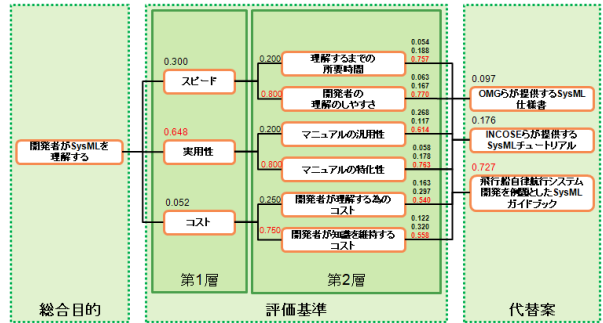 開発者がSysMLを
理解する
総合目的
0.300
スピード
0.648
実用性
0.052
コスト
第1層
0.200
理解するまでの
所要時間
0.054
0.188
0.757
0.800
開発者の
理解のしやすさ
0.063
0.167
0.770
0.200
マニュアルの汎用性
0.268
0.117
0.614
0.800
マニュアルの特化性
0.058
0.178
0.763
0.250
開発者が理解する為の
コスト
0.163
0.297
0.540
0.750
開発者が知識を維持する
コスト
0.122
0.320
0.558
第2層
評価基準
0.097
OMGらが提供するSysML
仕様書
0.176
INCOSEらが提供する
SysMLチュートリアル
0.727
飛行船自律航行システム
開発を例題としたSysML
ガイドブック
代替案